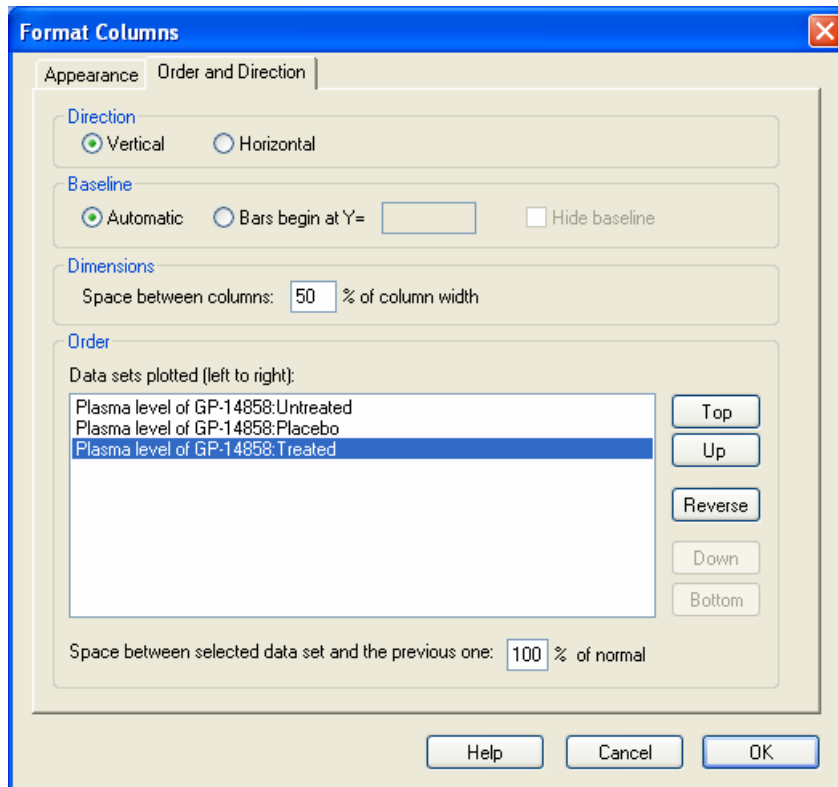 Format Columns
Appearance Order and Direction
Direction
Vertical Horizontal
Baseline
Automatic Bars begin at Y= Hide baseline
Dimensions
Space between columns: 50 % of column width
Order
Data sets plotted (left to right):
Plasma level of GP-14858:Untreated
Plasma level of GP-14858:Placebo
Plasma level of GP-14858:Treated
Top
Up
Reverse
Down
Bottom
Space between selected data set and the previous one: 100 % of normal
Help Cancel OK